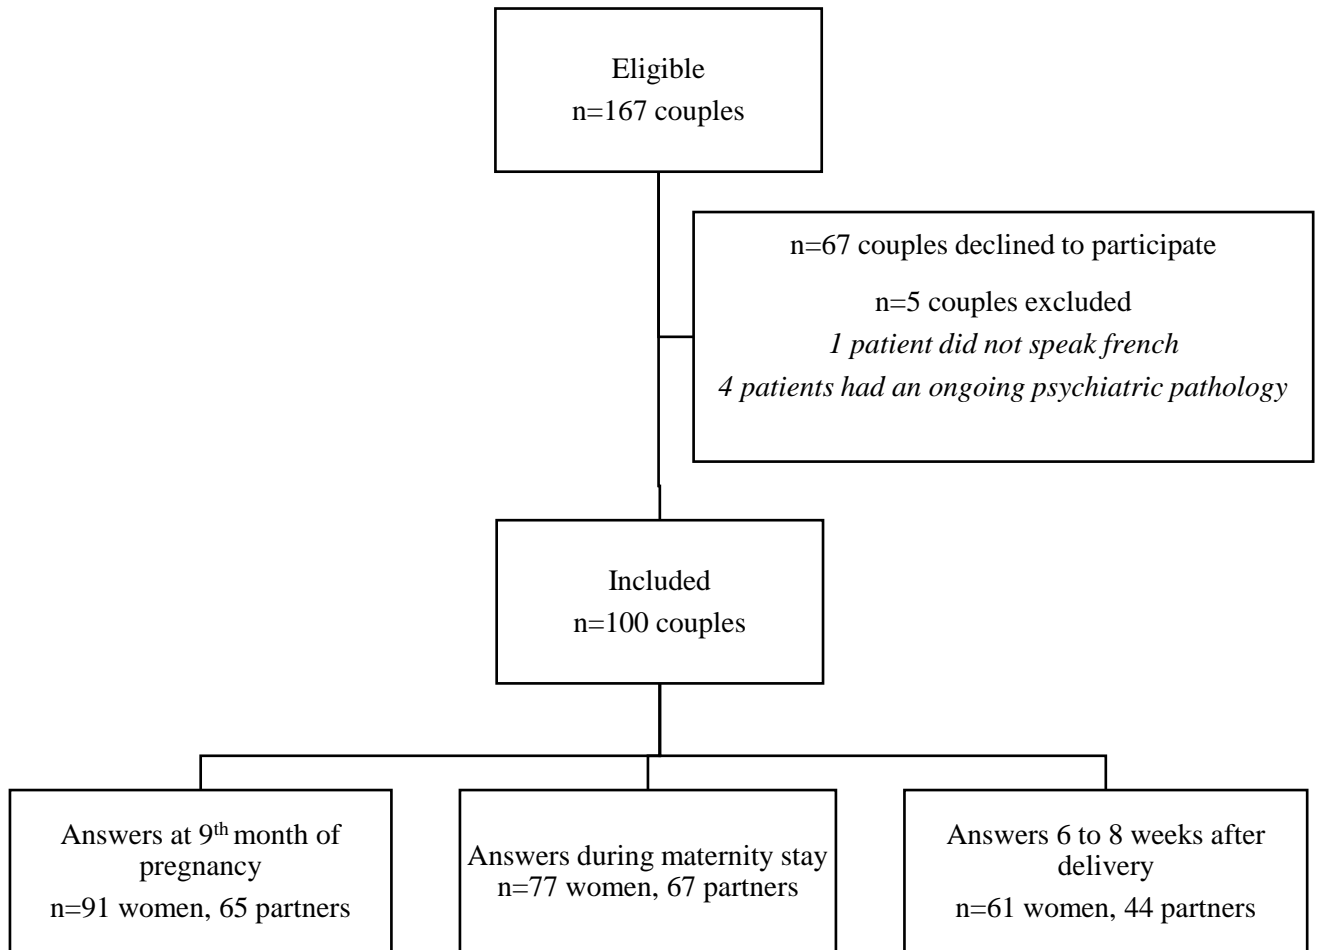 Eligible
n=167 couples
n=67 couples declined to participate
n=5 couples excluded
1 patient did not speak french
4 patients had an ongoing psychiatric pathology
Included
n=100 couples
Answers at 9th month of
pregnancy
n=91 women, 65 partners
Answers during maternity stay
n=77 women, 67 partners
Answers 6 to 8 weeks after
delivery
n=61 women, 44 partners